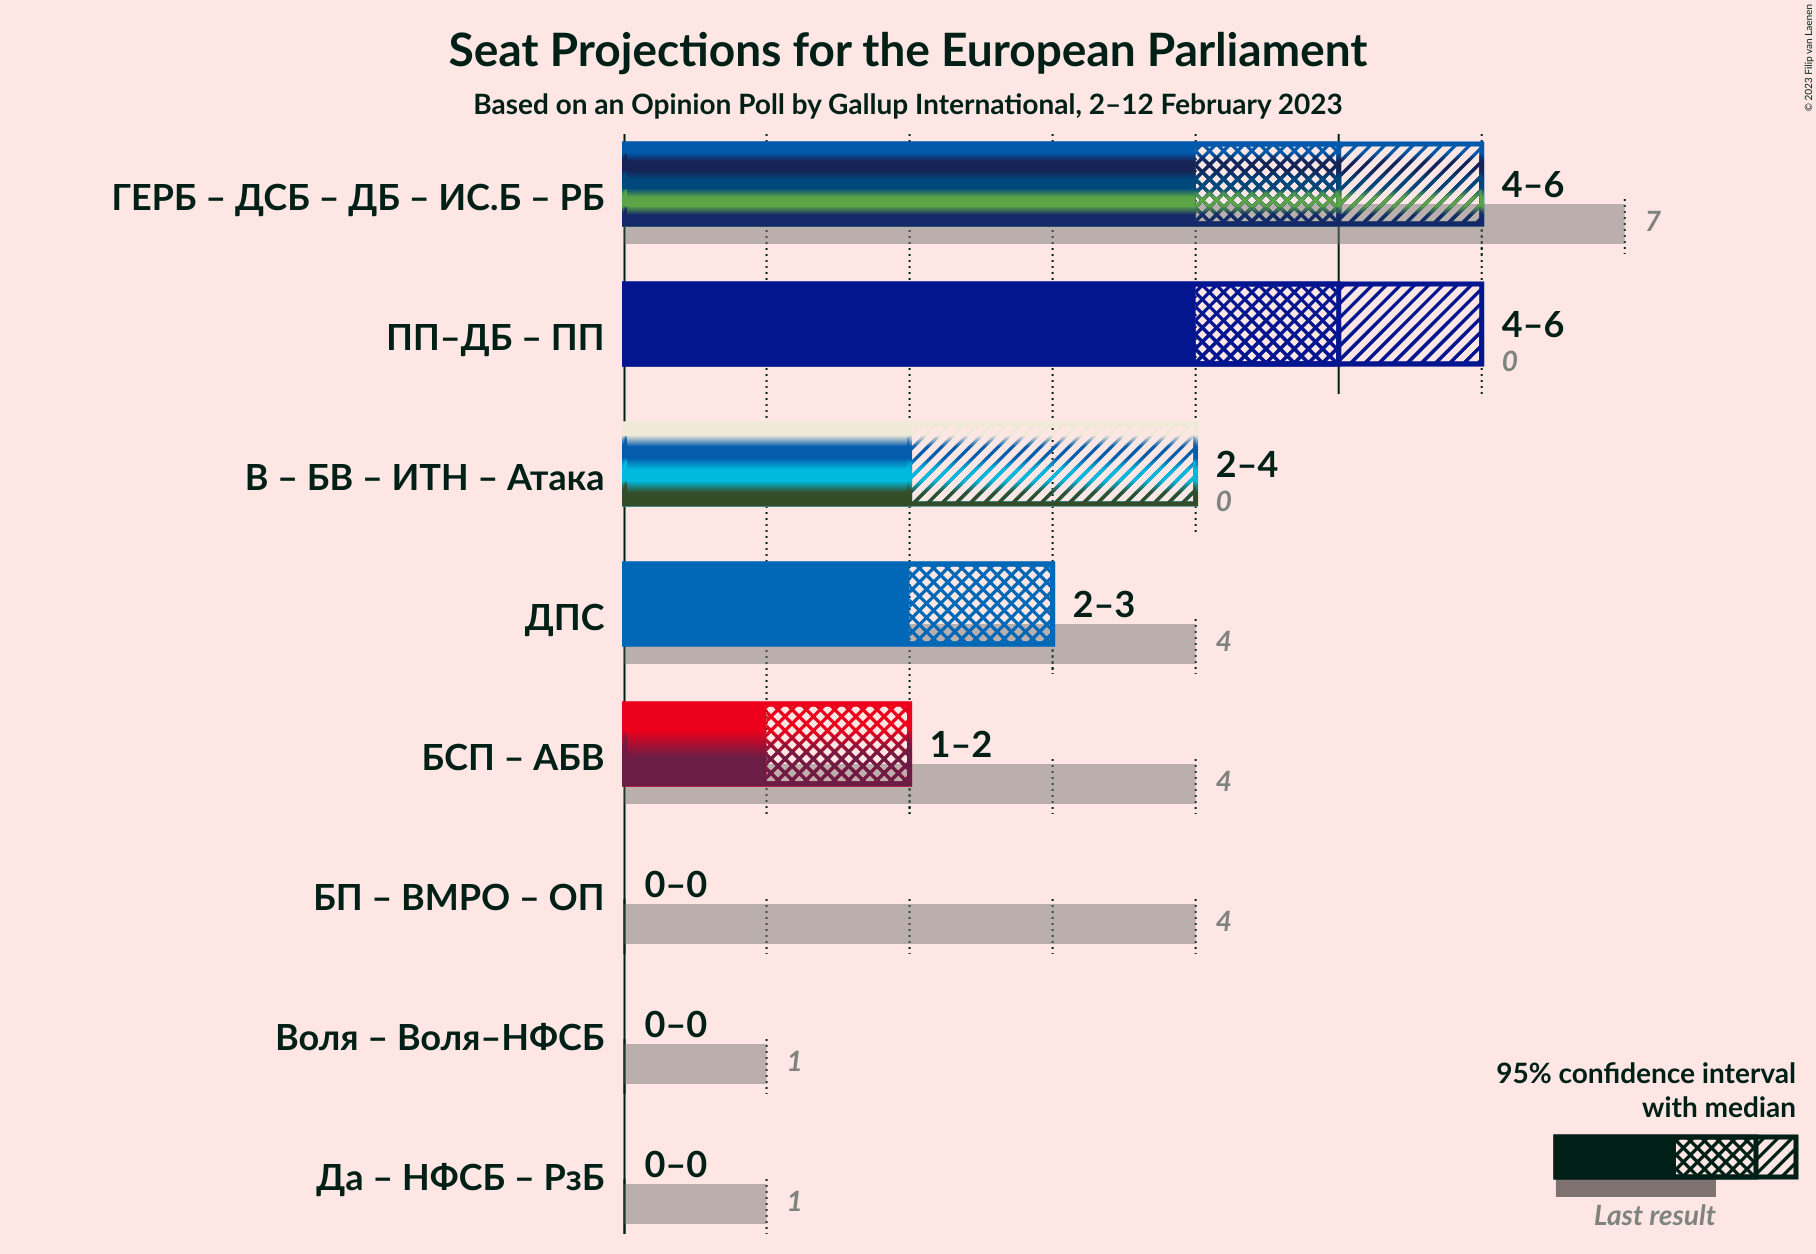 Seat Projections for the European Parliament
Based on an Opinion Poll by Gallup International, 2–12 February 2023
© 2023 Filip van Laenen
ГЕРБ – ДСБ – ДБ – ИС.Б – РБ
4–6
7
ПП–ДБ – ПП
4–6
0
В – БВ – ИТН – Атака
2–4
0
ДПС
2–3
4
БСП – АБВ
1–2
4
БП – ВМРО – ОП
0–0
4
Воля – Воля–НФСБ
0–0
1
Да – НФСБ – РзБ
0–0
1
95% confidence interval
with median
Last result